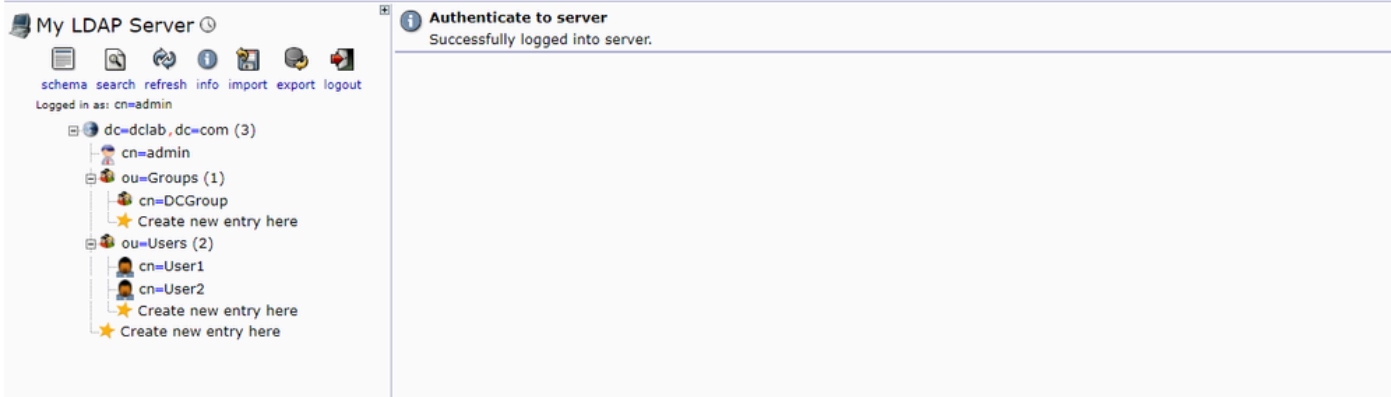 My LDAP Server
schema search refresh info import export logout
Logged in as: cn=admin
dc=dclab,dc=com (3)
cn=admin
ou=Groups (1)
cn=DCGroup
Create new entry here
ou=Users (2)
cn=User1
cn=User2
Create new entry here
Create new entry here
Authenticate to server
Successfully logged into server.